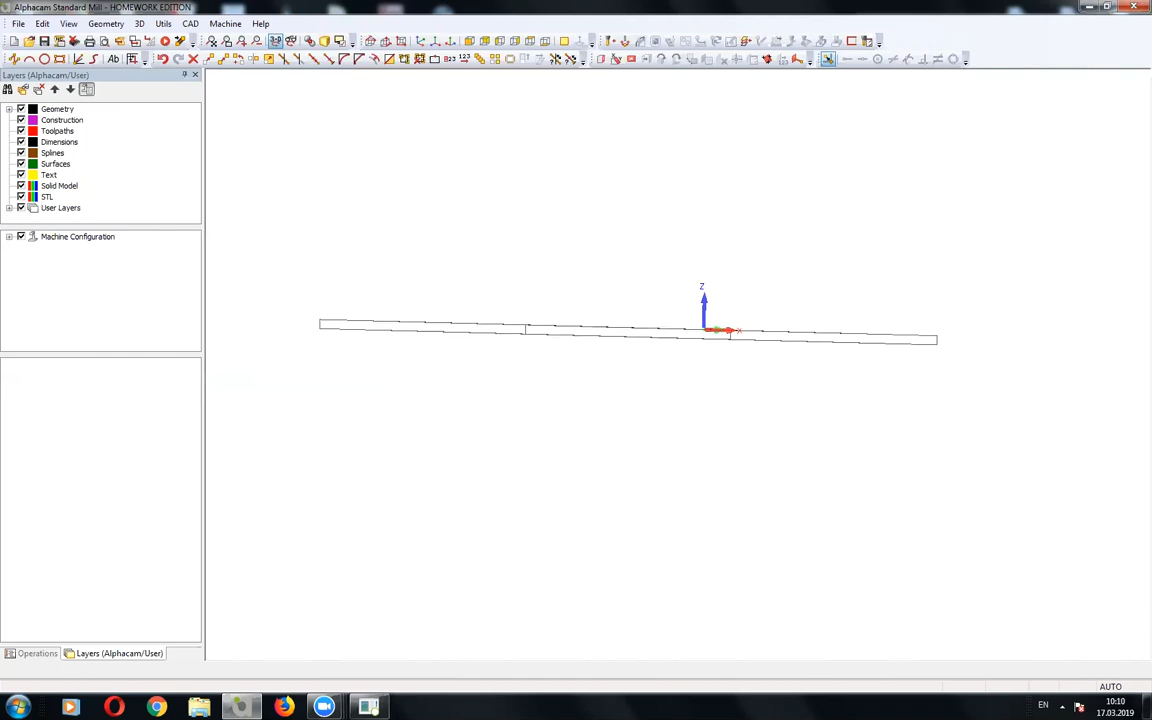 Alphacam Standard Mill - HOMEWORK EDITION
File Edit View Geometry 3D Utils CAD Machine Help
Layers (Alphacam/User)
Geometry
Construction
Toolpaths
Dimensions
Splines
Surfaces
Text
Solid Model
STL
User Layers
Machine Configuration
Z
X
Operations Layers (Alphacam/User)
AUTO
EN 10:10
17.03.2019